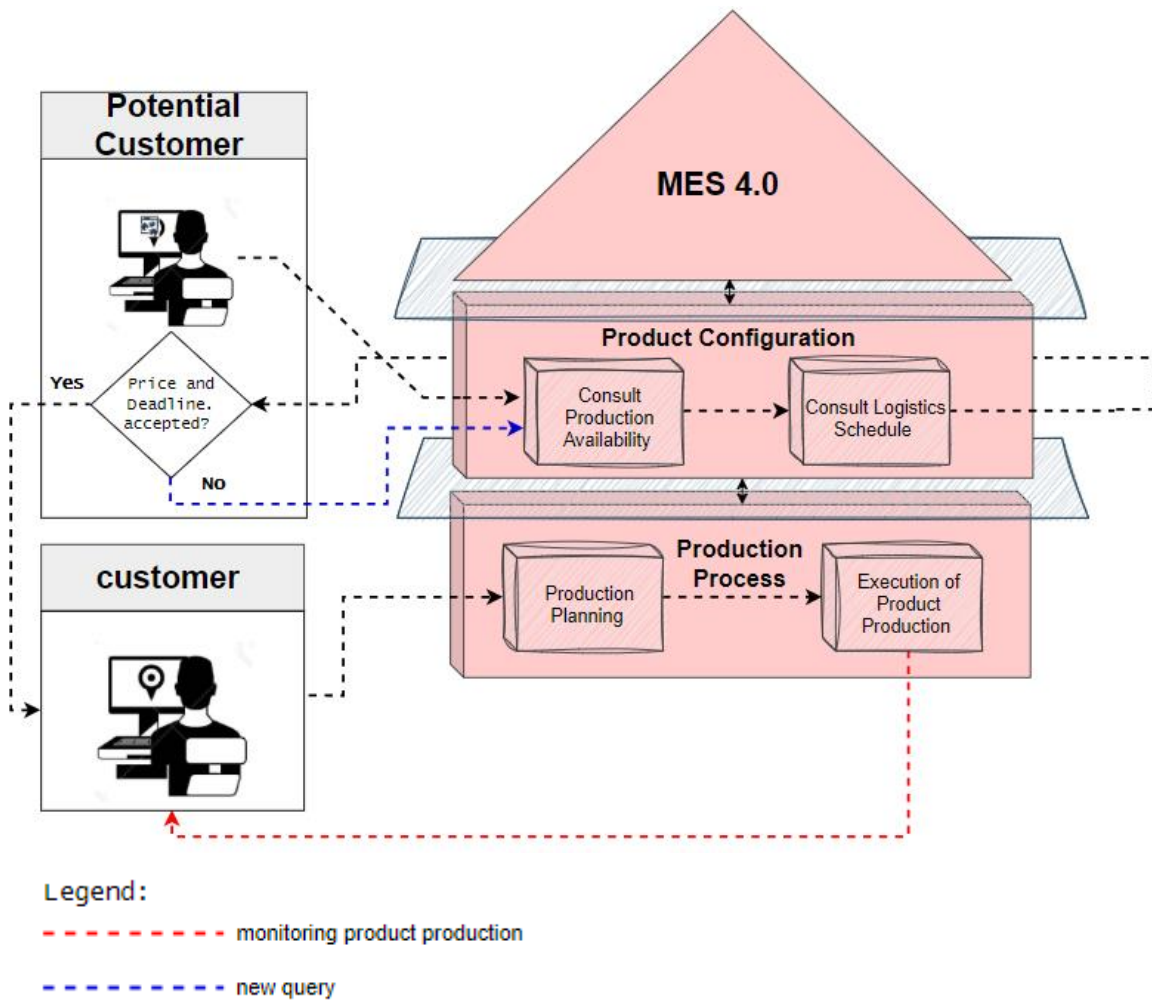 Potential
Customer
Price and
Deadline.
accepted?
Yes
No
customer
MES 4.0
Product Configuration
Consult
Production
Availability
Consult Logistics
Schedule
Production
Process
Production
Planning
Execution of
Product
Production
Legend:
monitoring product production
new query